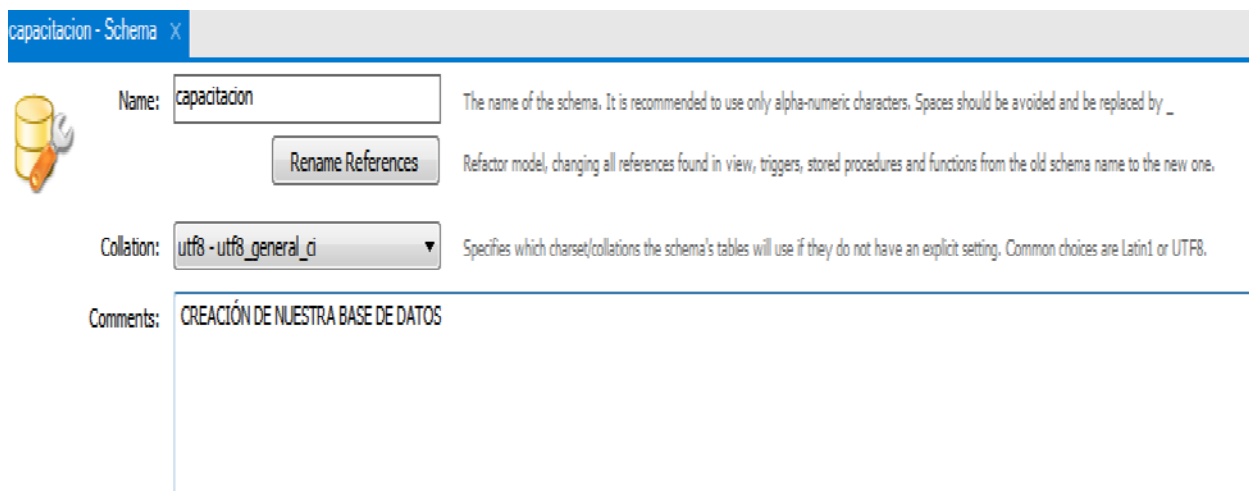 capacitacion - Schema X
Name: capacitacion The name of the schema. It is recommended to use only alpha-numeric characters. Spaces should be avoided and be replaced by _
Rename References Refactor model, changing all references found in view, triggers, stored procedures and functions from the old schema name to the new one.
Collation: utf8 - utf8_general_ci Specifies which charset/collations the schema's tables will use if they do not have an explicit setting. Common choices are Latin1 or UTF8.
Comments: CREACIÓN DE NUESTRA BASE DE DATOS